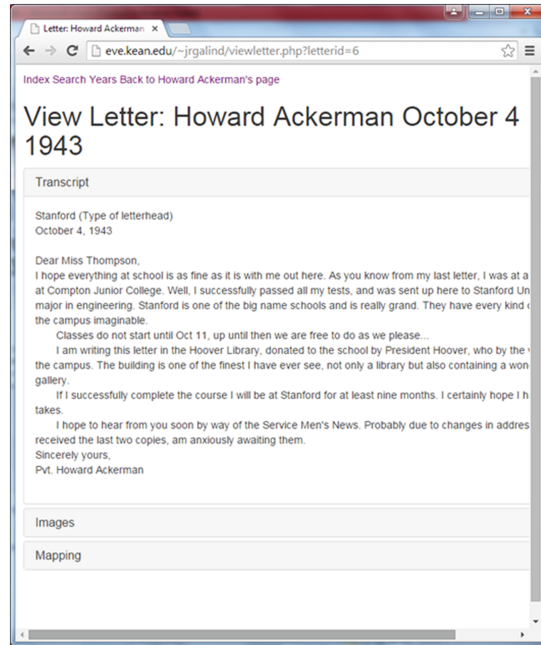 Letter: Howard Ackerman
eve.kean.edu/~jrgalind/viewletter.php?letterid=6
Index Search Years Back to Howard Ackerman's page
View Letter: Howard Ackerman October 4
1943
Transcript
Stanford (Type of letterhead)
October 4, 1943
Dear Miss Thompson,
I hope everything at school is as fine as it is with me out here. As you know from my last letter, I was at a
at Compton Junior College. Well, I successfully passed all my tests, and was sent up here to Stanford Un
major in engineering. Stanford is one of the big name schools and is really grand. They have every kind
the campus imaginable.
Classes do not start until Oct 11, up until then we are free to do as we please...
I am writing this letter in the Hoover Library, donated to the school by President Hoover, who by the
the campus. The building is one of the finest I have ever see, not only a library but also containing a won
gallery.
If I successfully complete the course I will be at Stanford for at least nine months. I certainly hope I h
takes.
I hope to hear from you soon by way of the Service Men's News. Probably due to changes in addres
received the last two copies, am anxiously awaiting them.
Sincerely yours,
Pvt. Howard Ackerman
Images
Mapping